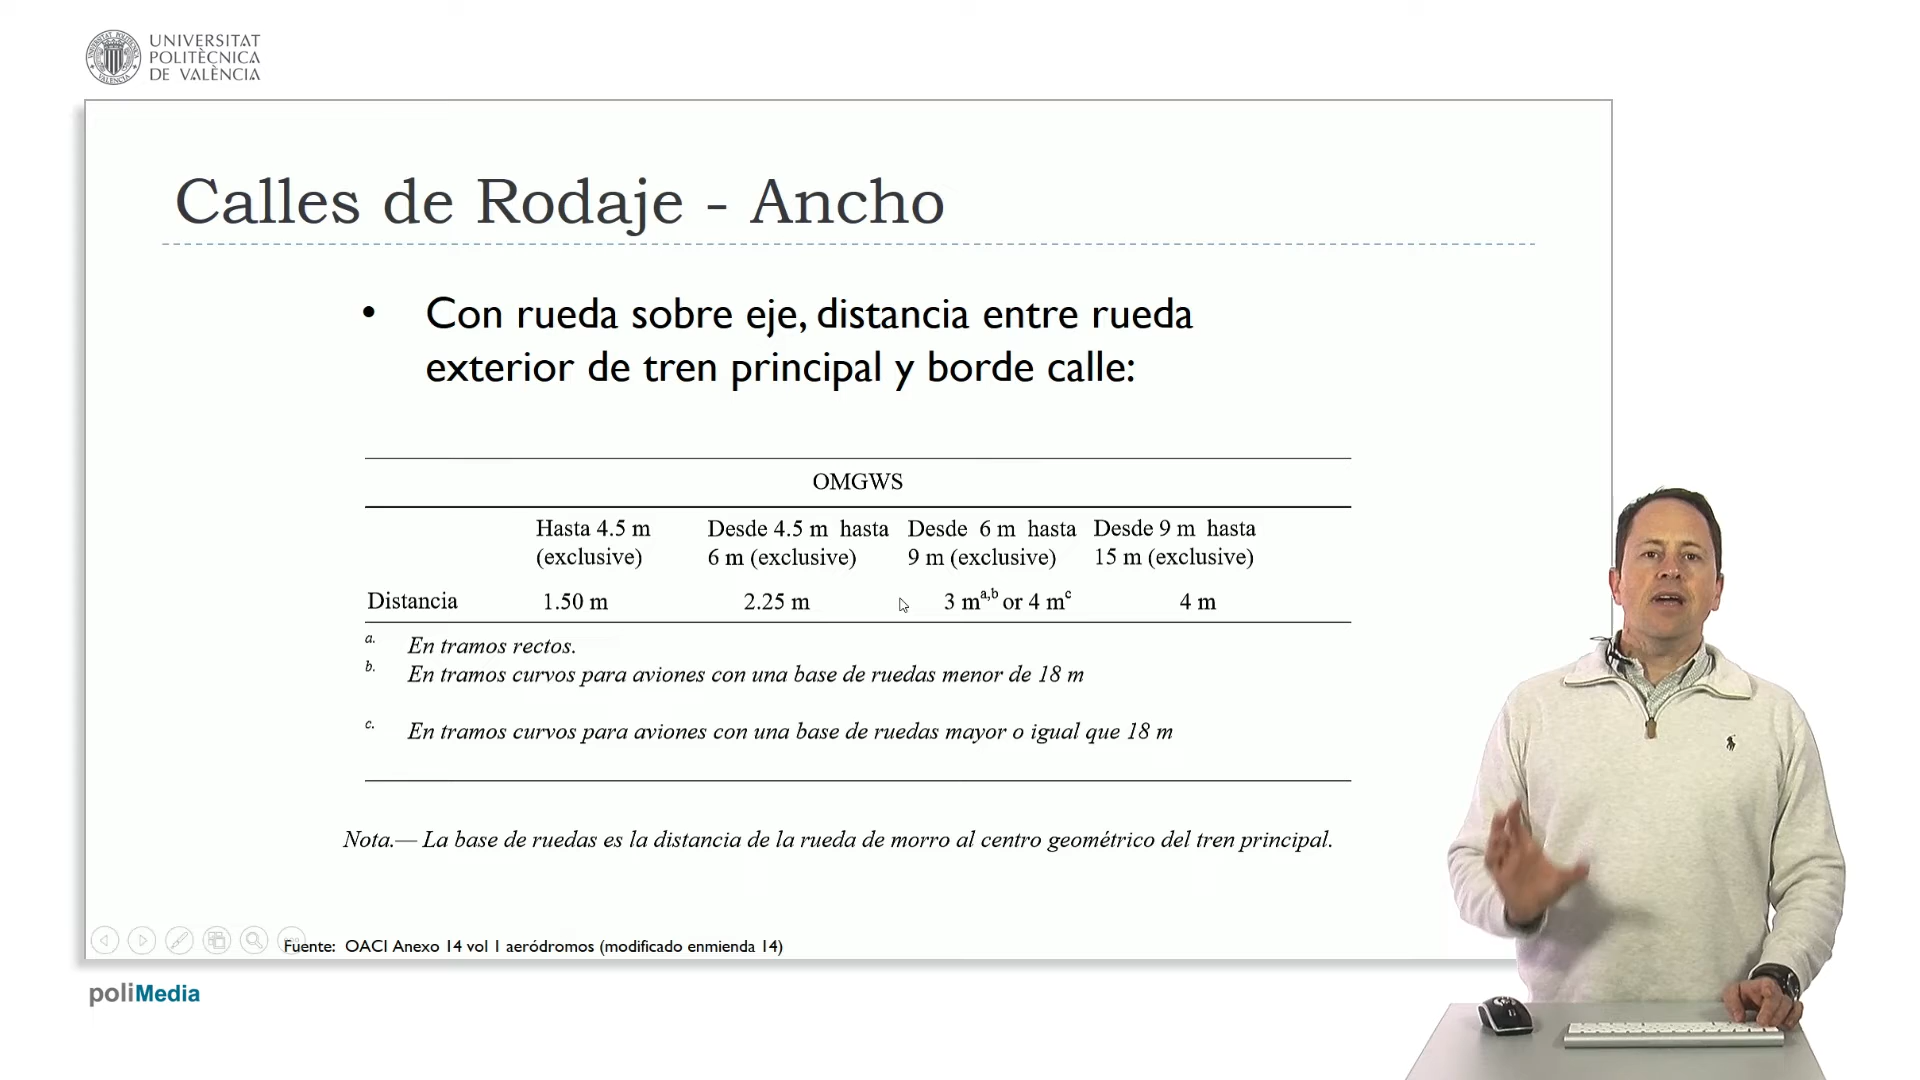 UNIVERSITAT
POLITÈCNICA
DE VALÈNCIA
Calles de Rodaje - Ancho
• Con rueda sobre eje, distancia entre rueda
exterior de tren principal y borde calle:
OMGWS
Hasta 4.5 m Desde 4.5 m hasta Desde 6 m hasta Desde 9 m hasta
(exclusive) 6 m (exclusive) 9 m (exclusive) 15 m (exclusive)
Distancia 1.50 m 2.25 m 3 mᵃ,ᵇ or 4 mᶜ 4 m
a. En tramos rectos.
b. En tramos curvos para aviones con una base de ruedas menor de 18 m
c. En tramos curvos para aviones con una base de ruedas mayor o igual que 18 m
Nota.— La base de ruedas es la distancia de la rueda de morro al centro geométrico del tren principal.
Fuente: OACI Anexo 14 vol 1 aeródromos (modificado enmienda 14)
poliMedia